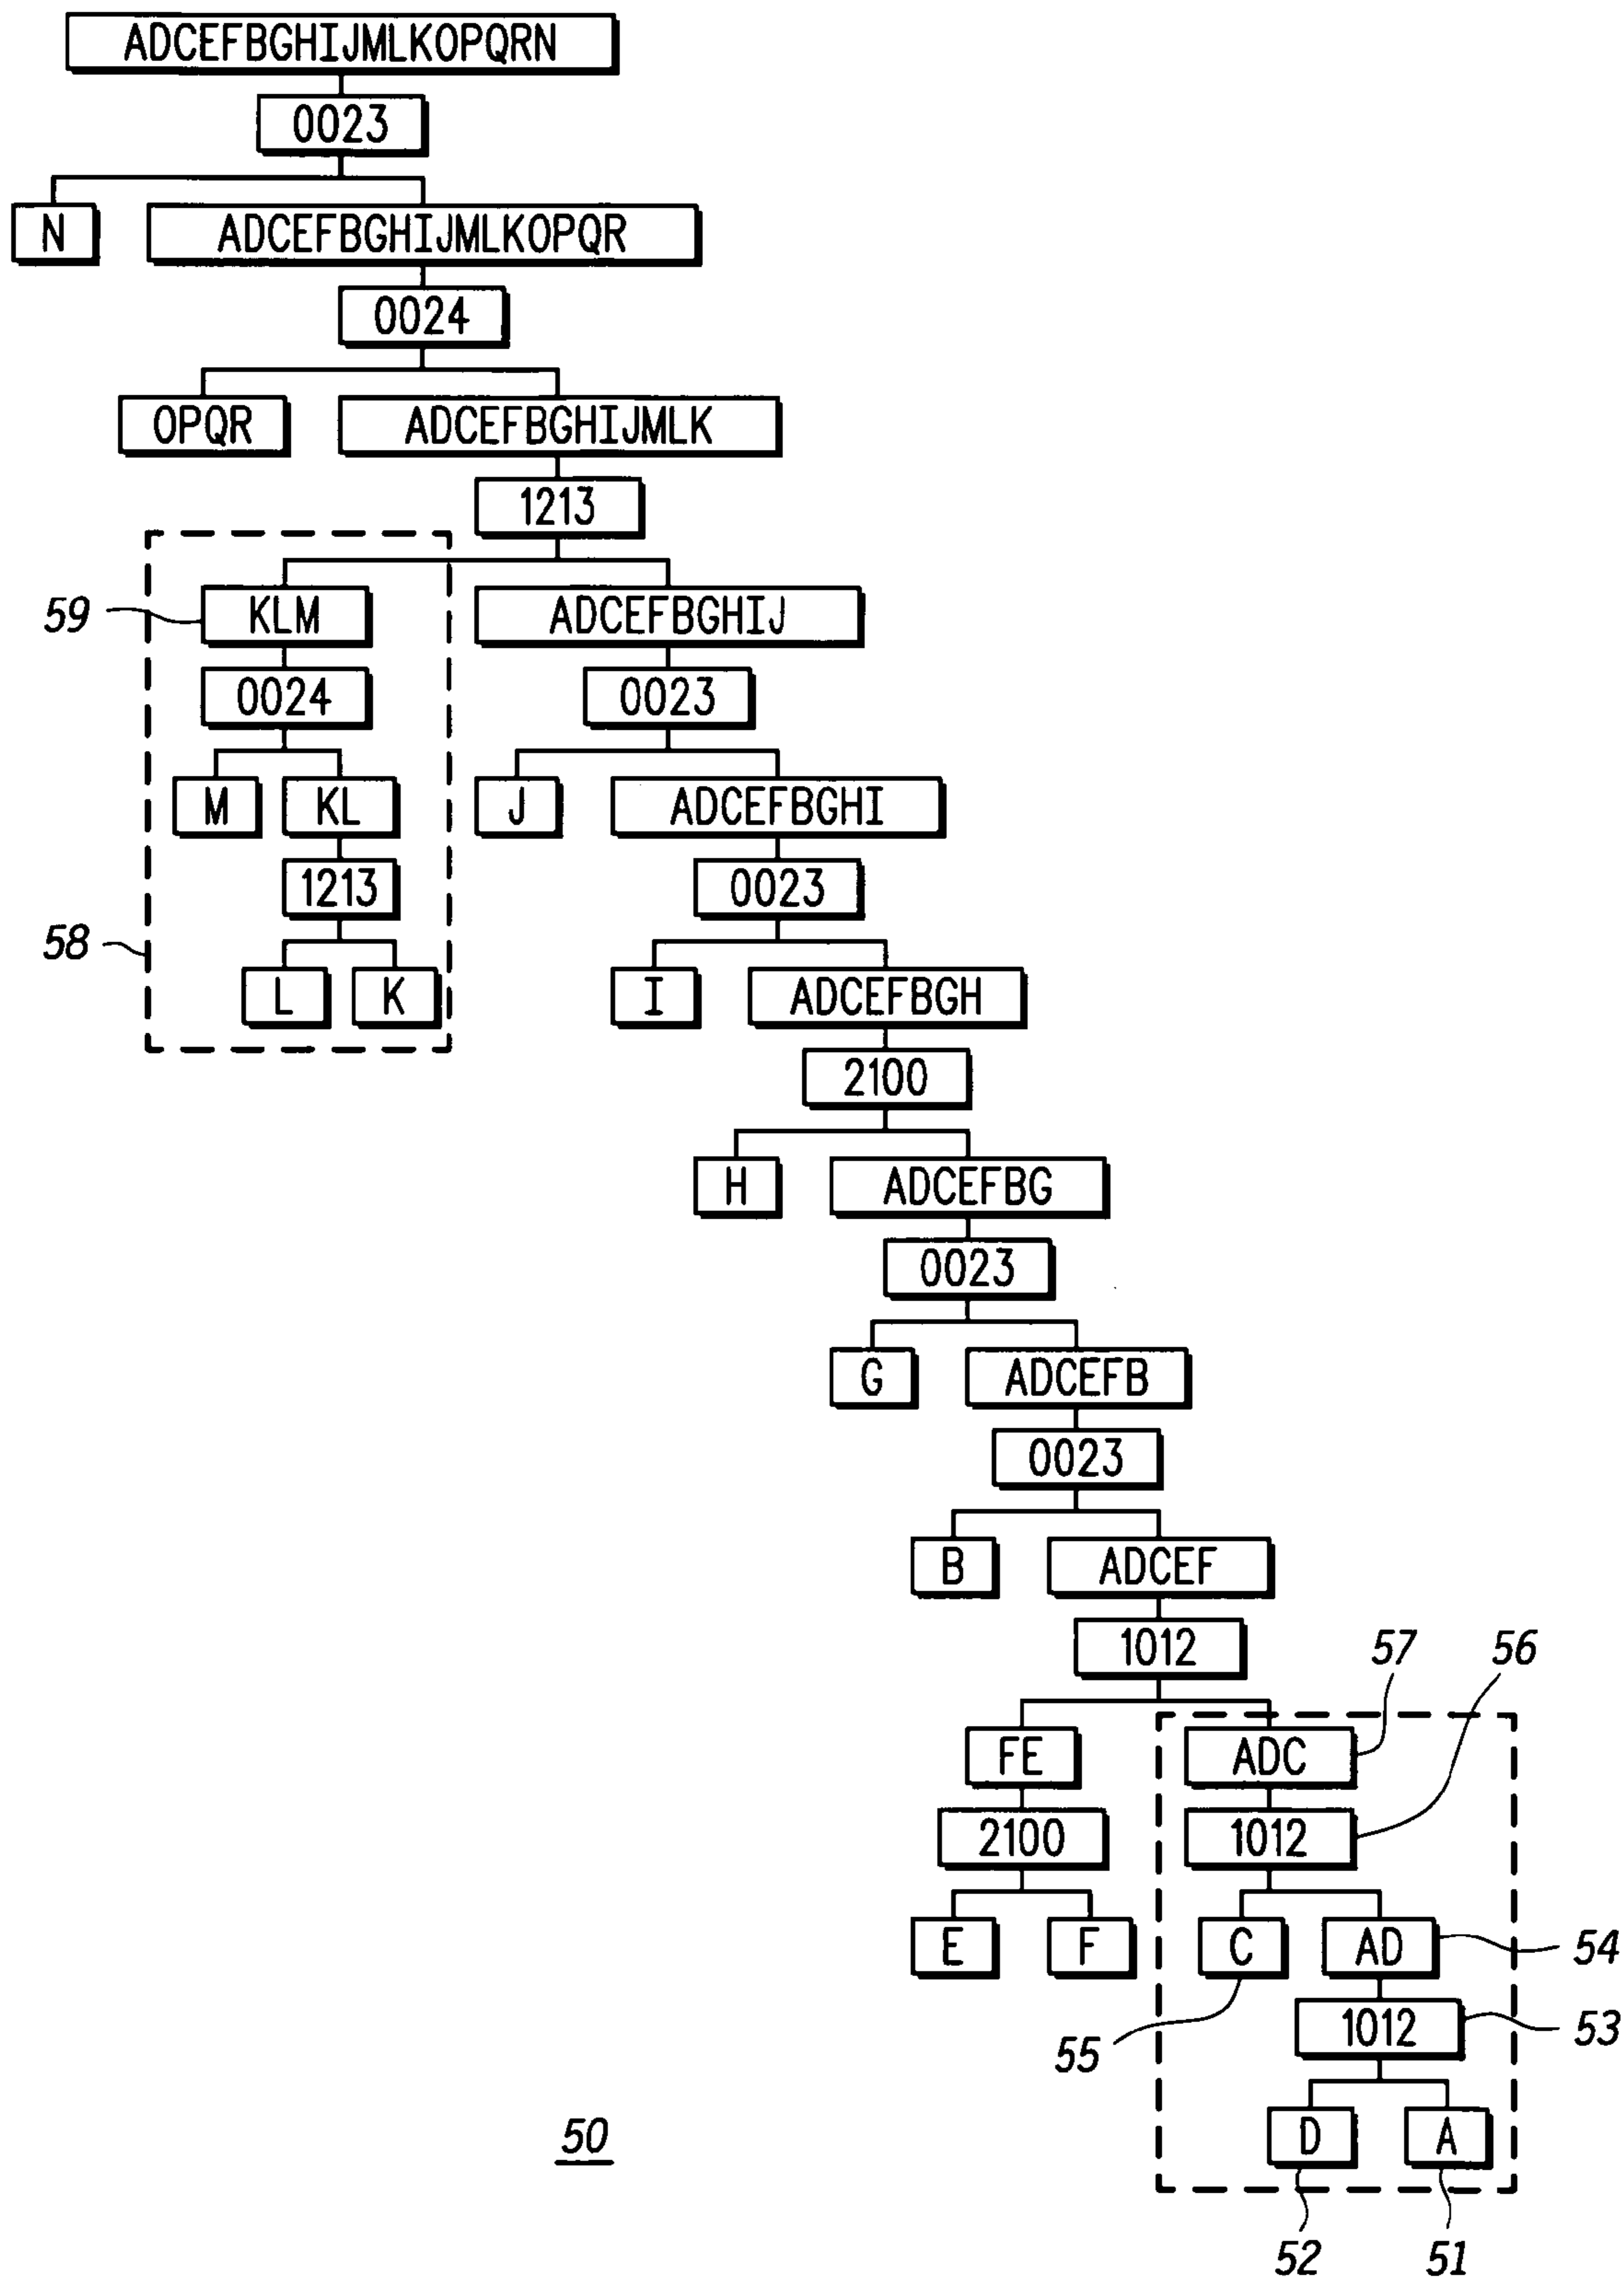 ADCEFBGHIJMLKOPQRN
0023
N ADCEFBGHIJMLKOPQR
0024
OPQR ADCEFBGHIJMLK
1213
59 KLM ADCEFBGHIJ
0024 0023
M KL J ADCEFBGHI
1213 0023
58
L K I ADCEFBGH
2100
H ADCEFBG
0023
G ADCEFB
0023
B ADCEF
1012 57 56
FE ADC
2100 1012
E F C AD 54
1012 53
55
D A
50
52 51